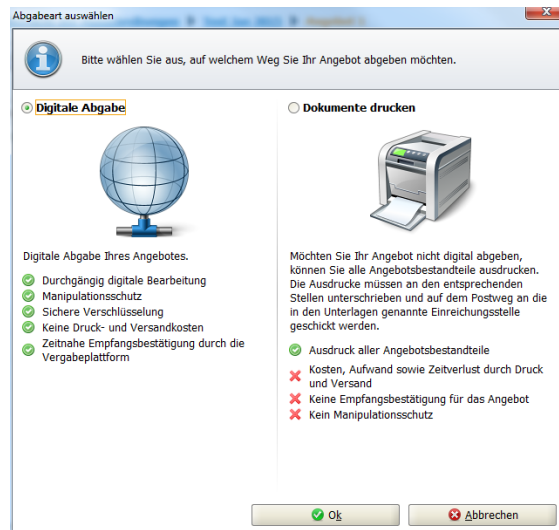 Abgabeart auswählen
Bitte wählen Sie aus, auf welchem Weg Sie Ihr Angebot abgeben möchten.
Digitale Abgabe
Digitale Abgabe Ihres Angebotes.
Durchgängig digitale Bearbeitung
Manipulationsschutz
Sichere Verschlüsselung
Keine Druck- und Versandkosten
Zeitnahe Empfangsbestätigung durch die
Vergabeplattform
Dokumente drucken
Möchten Sie Ihr Angebot nicht digital abgeben,
können Sie alle Angebotsbestandteile ausdrucken.
Die Ausdrucke müssen an den entsprechenden
Stellen unterschrieben und auf dem Postweg an die
in den Unterlagen genannte Einreichungsstelle
geschickt werden.
Ausdruck aller Angebotsbestandteile
Kosten, Aufwand sowie Zeitverlust durch Druck
und Versand
Keine Empfangsbestätigung für das Angebot
Kein Manipulationsschutz
Ok
Abbrechen